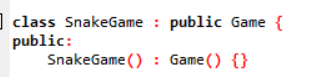 class SnakeGame : public Game {
public:
    SnakeGame() : Game() {}